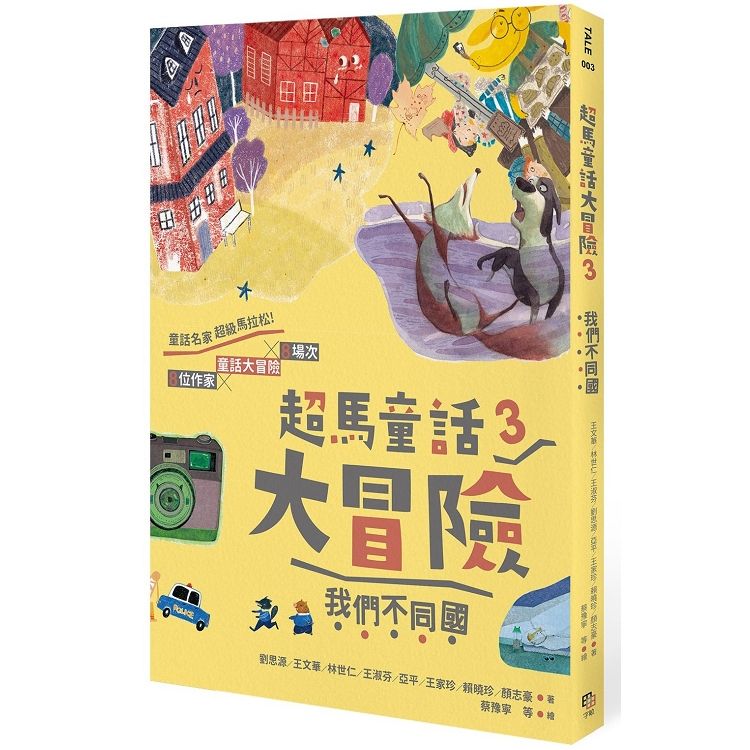 童話名家 超級馬拉松!
8位作家×童話大冒險×8場次
超馬童話3
大冒險
我們不同國
劉思源/王文華/林世仁/王淑芬/亞平/王家珍/賴曉珍/顏志豪 著
蔡豫寧 等 繪
POLICE
TALE
003
超馬童話大冒險3
我們不同國
王文華/林世仁/王淑芬/劉思源/亞平/王家珍/賴曉珍/顏志豪 著
蔡豫寧 等 繪
字畝